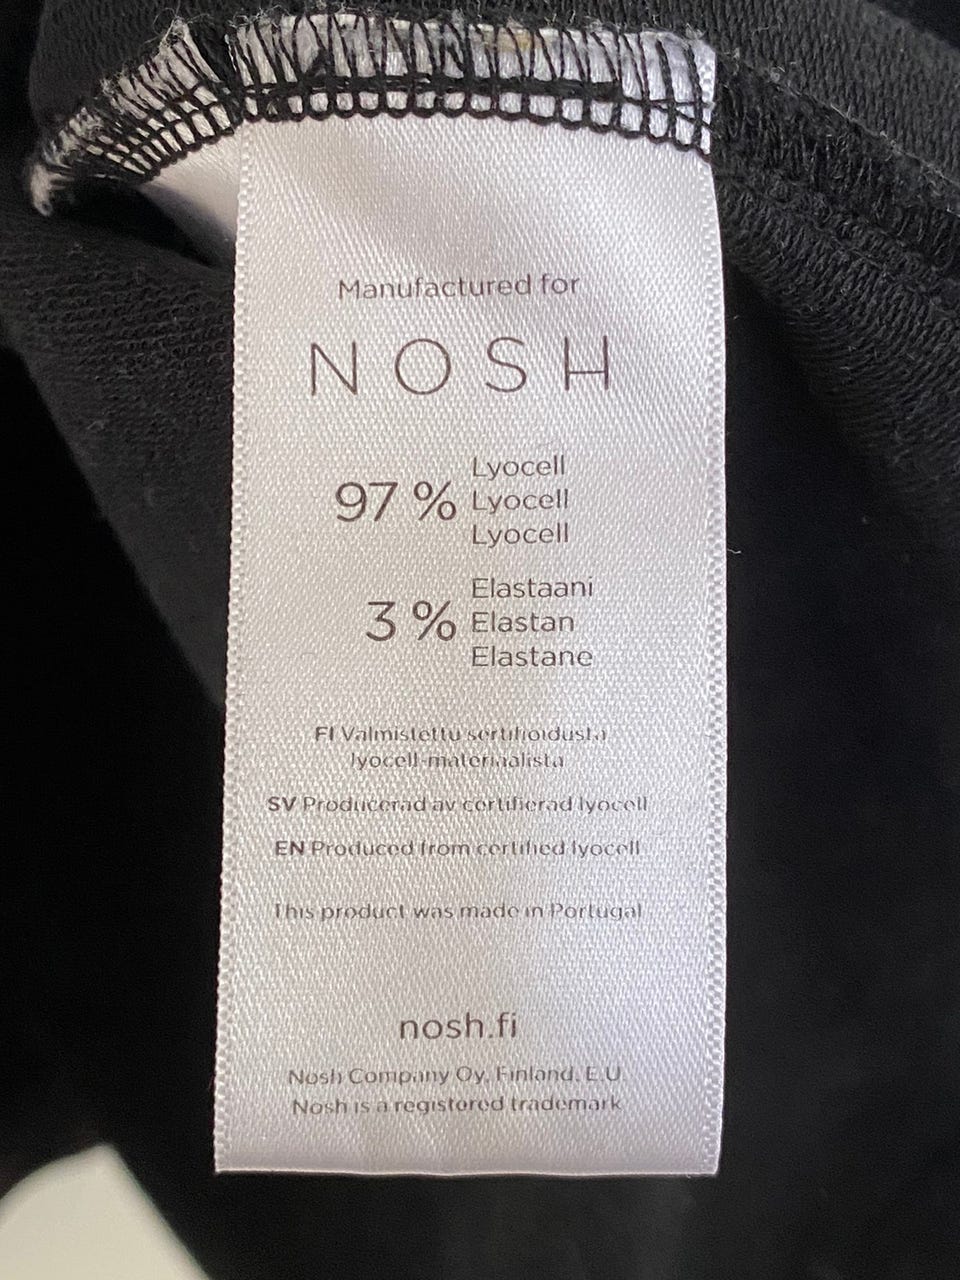 Manufactured for
NOSH
97 % Lyocell
Lyocell
Lyocell
3 % Elastaani
Elastan
Elastane
FI Valmistettu sertifioidusta
lyocell-materiaalista
SV Producerad av certifierad lyocell
EN Produced from certified lyocell
This product was made in Portugal
nosh.fi
Nosh Company Oy, Finland, E.U
Nosh is a registered trademark